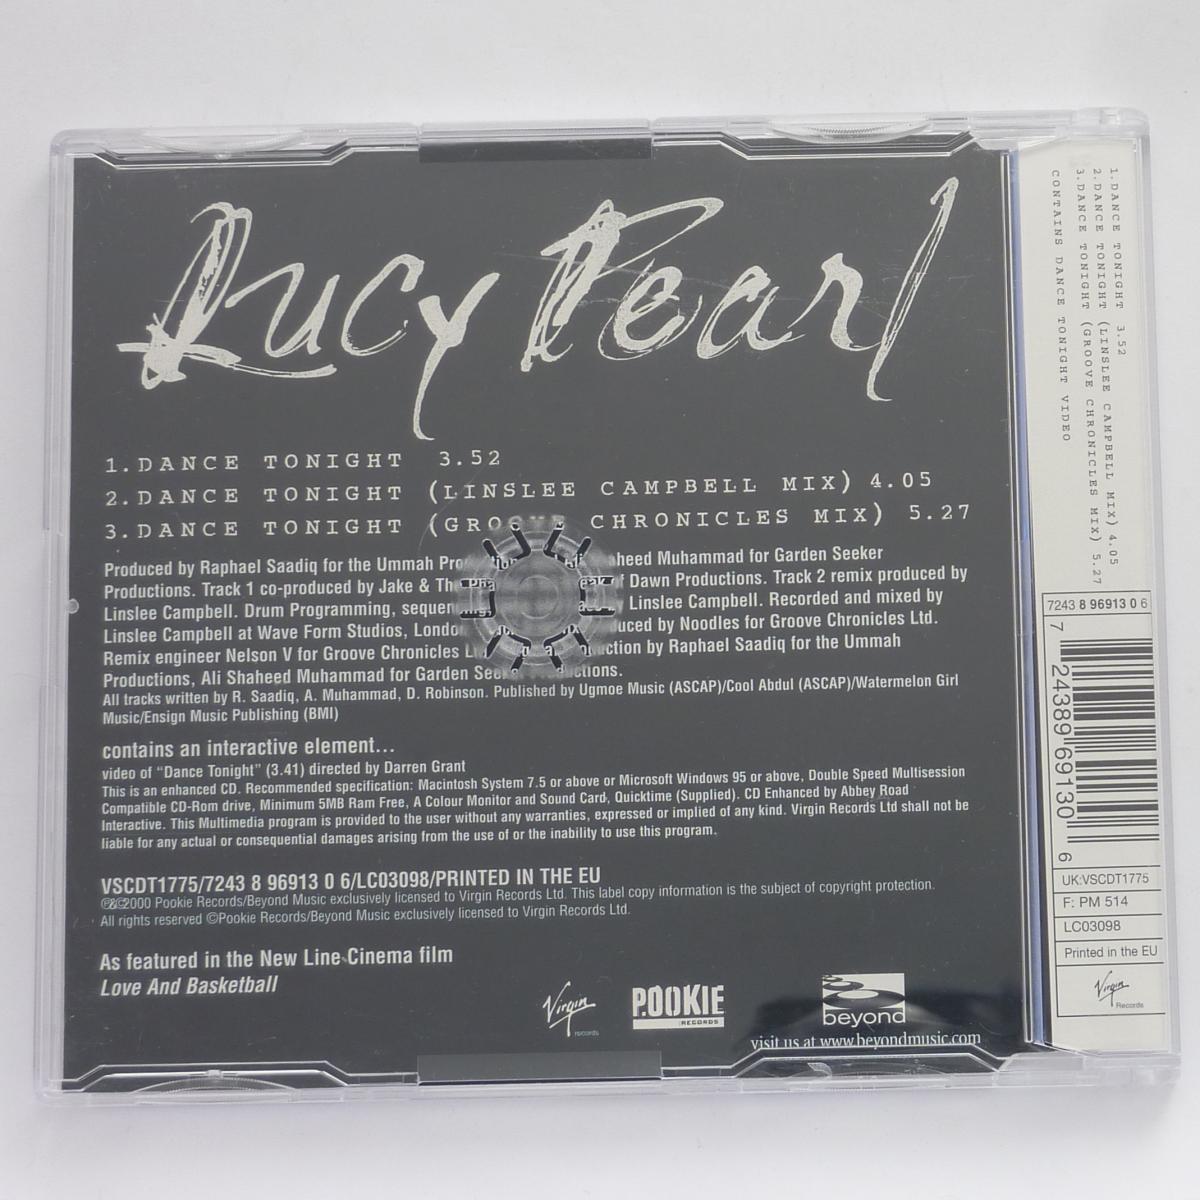 Lucy Pearl
1. DANCE TONIGHT 3.52
2. DANCE TONIGHT (LINSLEE CAMPBELL MIX) 4.05
3. DANCE TONIGHT (GROOVE CHRONICLES MIX) 5.27
Produced by Raphael Saadiq for the Ummah Muhammad for Garden Seeker
Productions. Track 1 co-produced by Jake & The of Dawn Productions. Track 2 remix produced by
Linslee Campbell. Drum Programming, Linslee Campbell. Recorded and mixed by
Linslee Campbell at Wave Form Studios, London by Noodles for Groove Chronicles Ltd.
Remix engineer Nelson V for Groove Chronicles by Raphael Saadiq for the Ummah
Productions, Ali Shaheed Muhammad for Garden Seeker Productions.
All tracks written by R. Saadiq, A. Muhammad, D. Robinson. Published by Ugmoe Music (ASCAP)/Cool Abdul (ASCAP)/Watermelon Girl
Music/Ensign Music Publishing (BMI)
contains an interactive element...
video of "Dance Tonight" (3.41) directed by Darren Grant
This is an enhanced CD. Recommended specification: Macintosh System 7.5 or above or Microsoft Windows 95 or above, Double Speed Multisession
Compatible CD-Rom drive, Minimum 5MB Ram Free, A Colour Monitor and Sound Card, Quicktime (Supplied). CD Enhanced by Abbey Road
Interactive. This Multimedia program is provided to the user without any warranties, expressed or implied of any kind. Virgin Records Ltd shall not be
liable for any actual or consequential damages arising from the use of or the inability to use this program.
VSCDT1775/7243 8 96913 0 6/LC03098/PRINTED IN THE EU
℗&©2000 Pookie Records/Beyond Music exclusively licensed to Virgin Records Ltd. This label copy information is the subject of copyright protection.
All rights reserved ©Pookie Records/Beyond Music exclusively licensed to Virgin Records Ltd.
As featured in the New Line Cinema film
Love And Basketball
Virgin records
POOKIE
RECORDS
beyond
visit us at www.beyondmusic.com
1. DANCE TONIGHT 3.52
2. DANCE TONIGHT (LINSLEE CAMPBELL MIX) 4.05
3. DANCE TONIGHT (GROOVE CHRONICLES MIX) 5.27
CONTAINS DANCE TONIGHT VIDEO
7243 8 96913 0 6
7 24389 69130 6
UK:VSCDT1775
F: PM 514
LC03098
Printed in the EU
Virgin Records